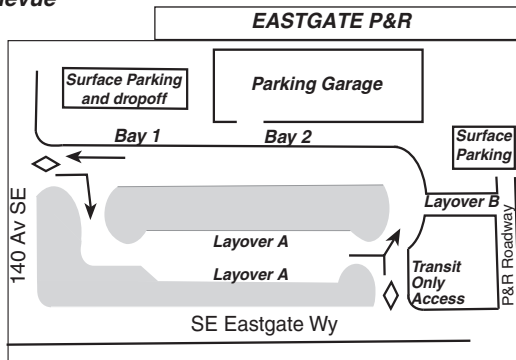 EASTGATE P&R
Surface Parking
and dropoff
Parking Garage
Bay 1
Bay 2
Surface
Parking
140 Av SE
Layover B
Layover A
Layover A
Transit
Only
Access
P&R Roadway
SE Eastgate Wy